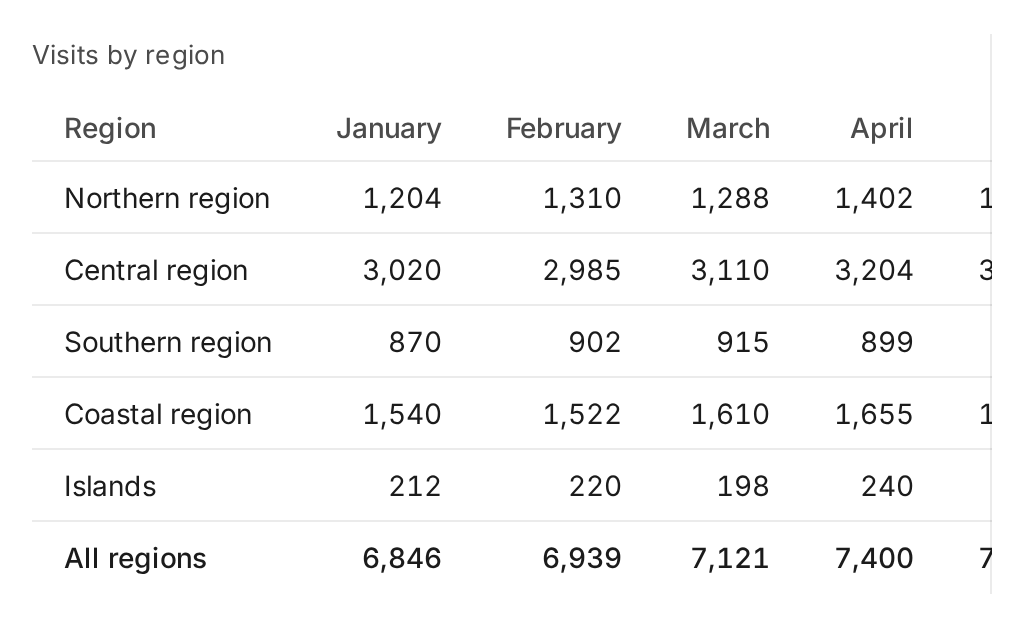 Visits by region
Region January February March April
Northern region 1,204 1,310 1,288 1,402
Central region 3,020 2,985 3,110 3,204
Southern region 870 902 915 899
Coastal region 1,540 1,522 1,610 1,655
Islands 212 220 198 240
All regions 6,846 6,939 7,121 7,400